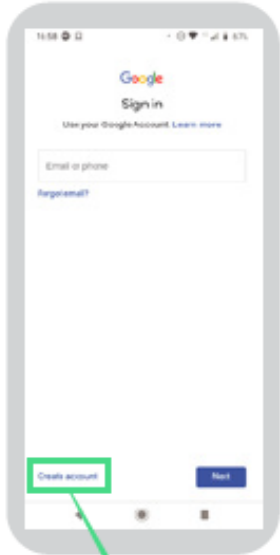 16:58
67%
Google
Sign in
Use your Google Account. Learn more
Email or phone
Forgot email?
Create account
Next